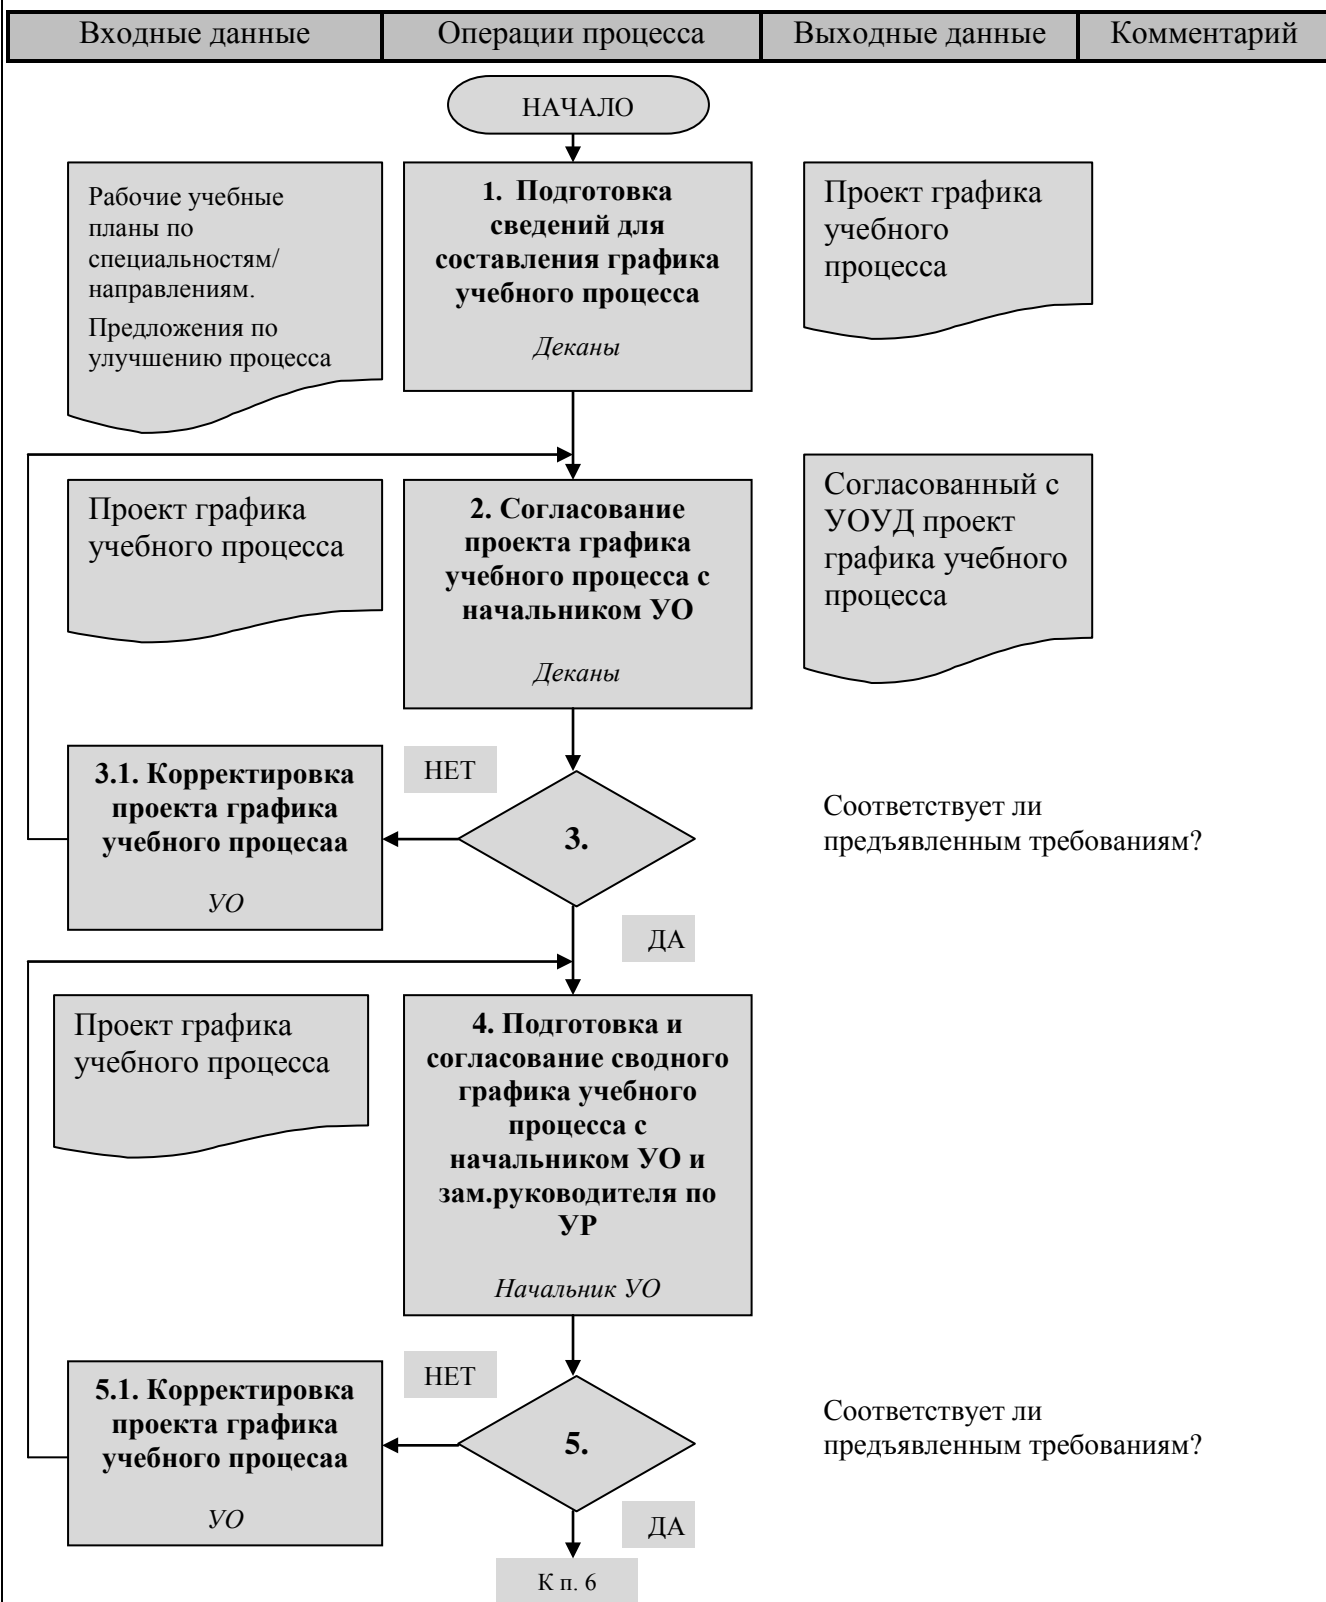 Входные данные
Операции процесса
Выходные данные
Комментарий
НАЧАЛО
Рабочие учебные
планы по
специальностям/
направлениям.
Предложения по
улучшению процесса
1. Подготовка
сведений для
составления графика
учебного процесса
Деканы
Проект графика
учебного
процесса
Проект графика
учебного процесса
2. Согласование
проекта графика
учебного процесса с
начальником УО
Деканы
Согласованный с
УОУД проект
графика учебного
процесса
3.1. Корректировка
проекта графика
учебного процесаа
УО
НЕТ
3.
Соответствует ли
предъявленным требованиям?
ДА
Проект графика
учебного процесса
4. Подготовка и
согласование сводного
графика учебного
процесса с
начальником УО и
зам.руководителя по
УР
Начальник УО
5.1. Корректировка
проекта графика
учебного процесаа
УО
НЕТ
5.
Соответствует ли
предъявленным требованиям?
ДА
К п. 6